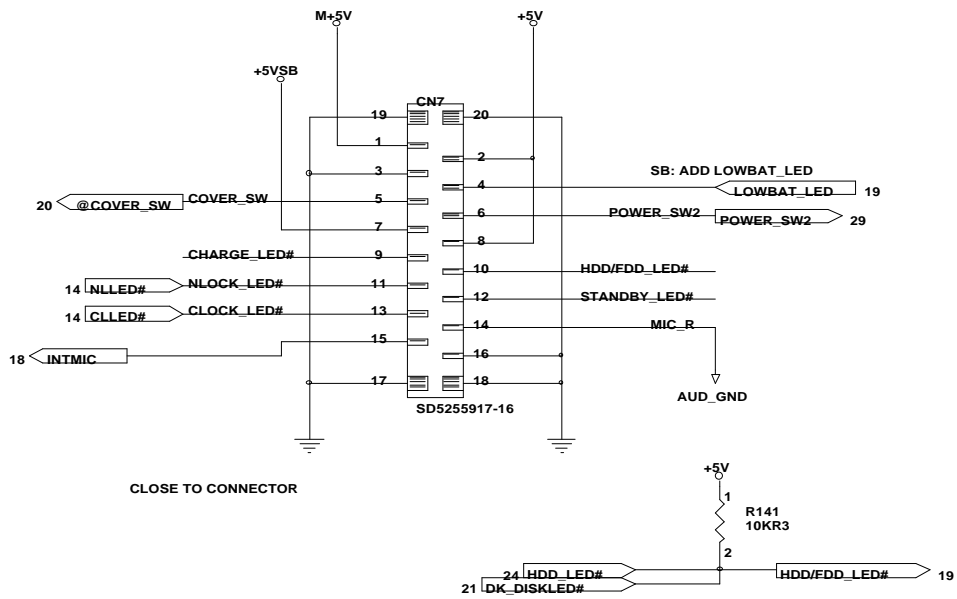 M+5V
+5V
+5VSB
CN7
19
20
1
2
3
SB: ADD LOWBAT_LED
4
LOWBAT_LED
19
20
@COVER_SW
COVER_SW
5
6
POWER_SW2
POWER_SW2
29
7
8
CHARGE_LED#
9
10
HDD/FDD_LED#
14
NLLED#
NLOCK_LED#
11
12
STANDBY_LED#
14
CLLED#
CLOCK_LED#
13
14
MIC_R
15
18
INTMIC
16
17
18
AUD_GND
SD5255917-16
CLOSE TO CONNECTOR
+5V
1
R141
10KR3
2
24
HDD_LED#
HDD/FDD_LED#
19
21
DK_DISKLED#